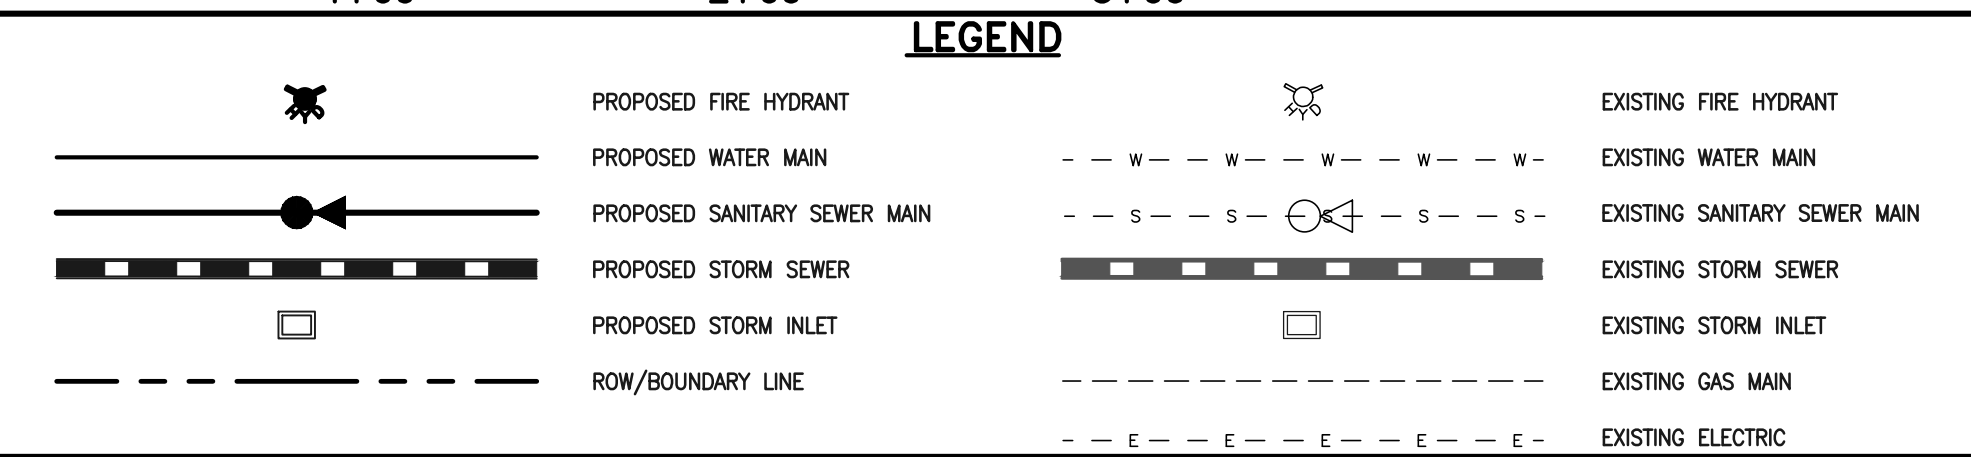 LEGEND
PROPOSED FIRE HYDRANT
PROPOSED WATER MAIN
PROPOSED SANITARY SEWER MAIN
PROPOSED STORM SEWER
PROPOSED STORM INLET
ROW/BOUNDARY LINE
HYD
W W W W W
S S S S S
E E E E E
EXISTING FIRE HYDRANT
EXISTING WATER MAIN
EXISTING SANITARY SEWER MAIN
EXISTING STORM SEWER
EXISTING STORM INLET
EXISTING GAS MAIN
EXISTING ELECTRIC